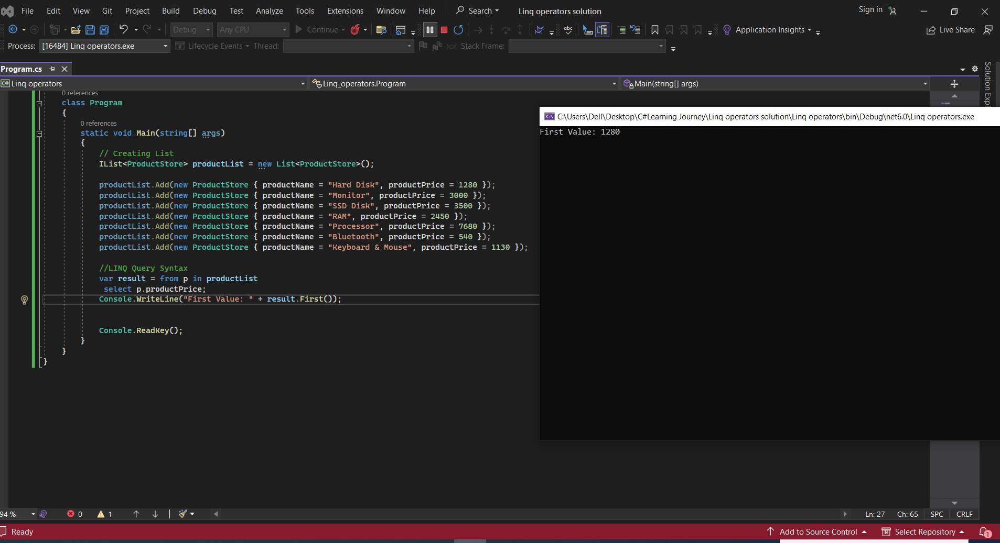 File Edit View Git Project Build Debug Test Analyze Tools Extensions Window Help Search Linq operators solution Sign in
Debug Any CPU Continue abc Application Insights Live Share
Process: [16484] Linq operators.exe Lifecycle Events Thread: Stack Frame:
Program.cs
C# Linq operators Linq_operators.Program Main(string[] args)
Solution Expl
0 references
class Program
{
0 references
static void Main(string[] args)
{
// Creating List
IList<ProductStore> productList = new List<ProductStore>();
productList.Add(new ProductStore { productName = "Hard Disk", productPrice = 1280 });
productList.Add(new ProductStore { productName = "Monitor", productPrice = 3000 });
productList.Add(new ProductStore { productName = "SSD Disk", productPrice = 3500 });
productList.Add(new ProductStore { productName = "RAM", productPrice = 2450 });
productList.Add(new ProductStore { productName = "Processor", productPrice = 7680 });
productList.Add(new ProductStore { productName = "Bluetooth", productPrice = 540 });
productList.Add(new ProductStore { productName = "Keyboard & Mouse", productPrice = 1130 });
//LINQ Query Syntax
var result = from p in productList
select p.productPrice;
Console.WriteLine("First Value: " + result.First());
Console.ReadKey();
}
}
}
C:\Users\Dell\Desktop\C#Learning Journey\Linq operators solution\Linq operators\bin\Debug\net6.0\Linq operators.exe
First Value: 1280
94 % 0 1 Ln: 27 Ch: 65 SPC CRLF
Ready Add to Source Control Select Repository 1